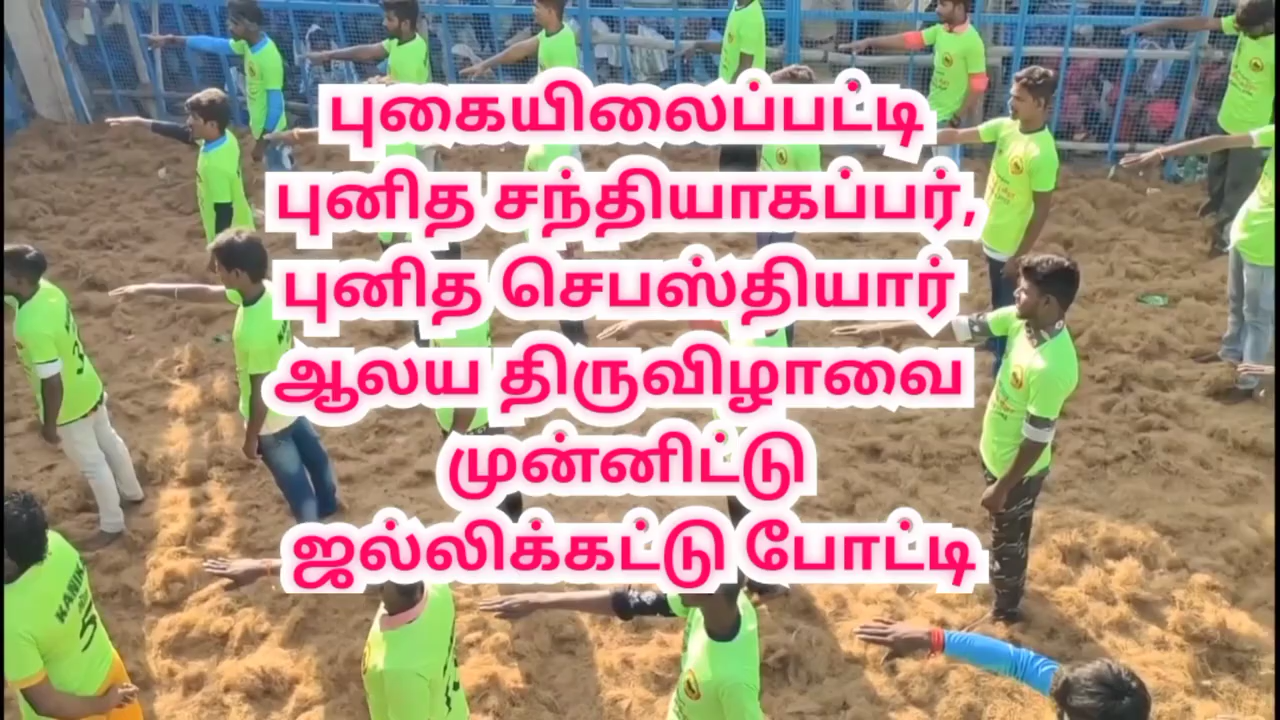 புகையிலைப்பட்டி
புனித சந்தியாகப்பர்,
புனித செபஸ்தியார்
ஆலய திருவிழாவை
முன்னிட்டு
ஜல்லிக்கட்டு போட்டி